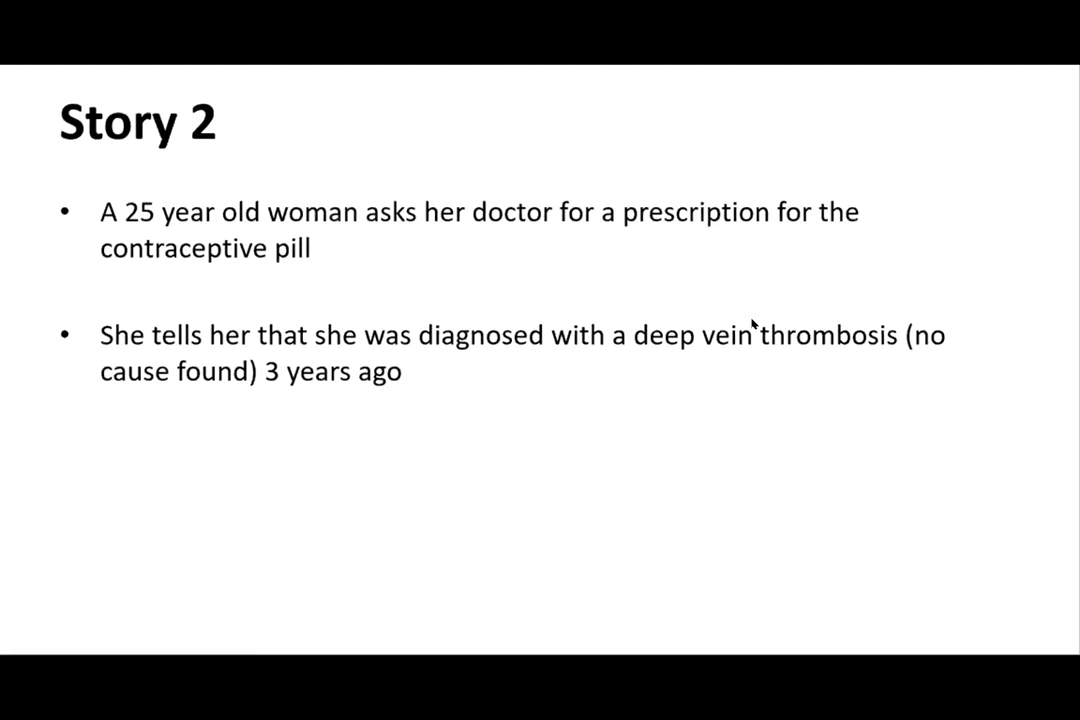 Story 2
• A 25 year old woman asks her doctor for a prescription for the
contraceptive pill
• She tells her that she was diagnosed with a deep vein thrombosis (no
cause found) 3 years ago